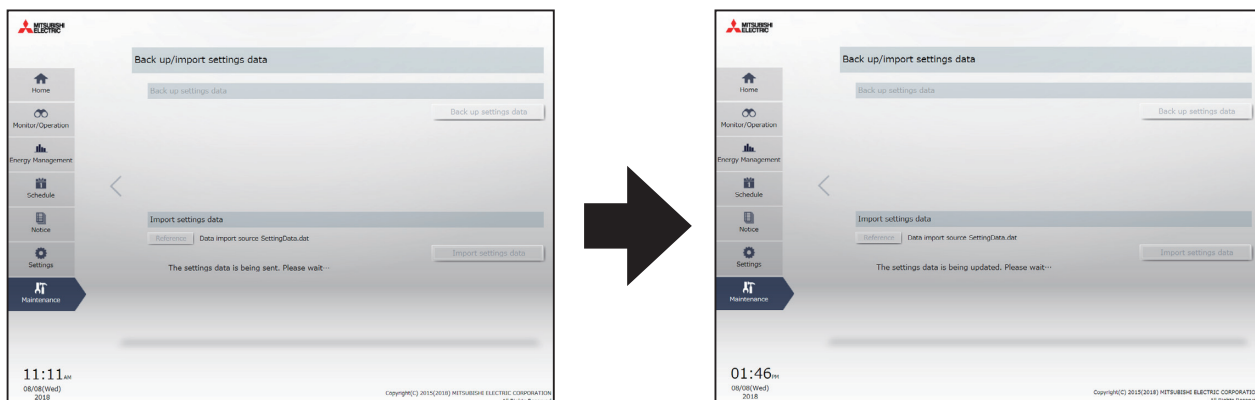 MITSUBISHI
ELECTRIC
Back up/import settings data
Home
Monitor/Operation
Energy Management
Schedule
Notice
Settings
Maintenance
Back up settings data
Back up settings data
Import settings data
Reference Data import source SettingData.dat
Import settings data
The settings data is being sent. Please wait…
11:11AM
08/08(Wed)
2018
Copyright(C) 2015(2018) MITSUBISHI ELECTRIC CORPORATION
All Rights Reserved
MITSUBISHI
ELECTRIC
Back up/import settings data
Home
Monitor/Operation
Energy Management
Schedule
Notice
Settings
Maintenance
Back up settings data
Back up settings data
Import settings data
Reference Data import source SettingData.dat
Import settings data
The settings data is being updated. Please wait…
01:46PM
08/08(Wed)
2018
Copyright(C) 2015(2018) MITSUBISHI ELECTRIC